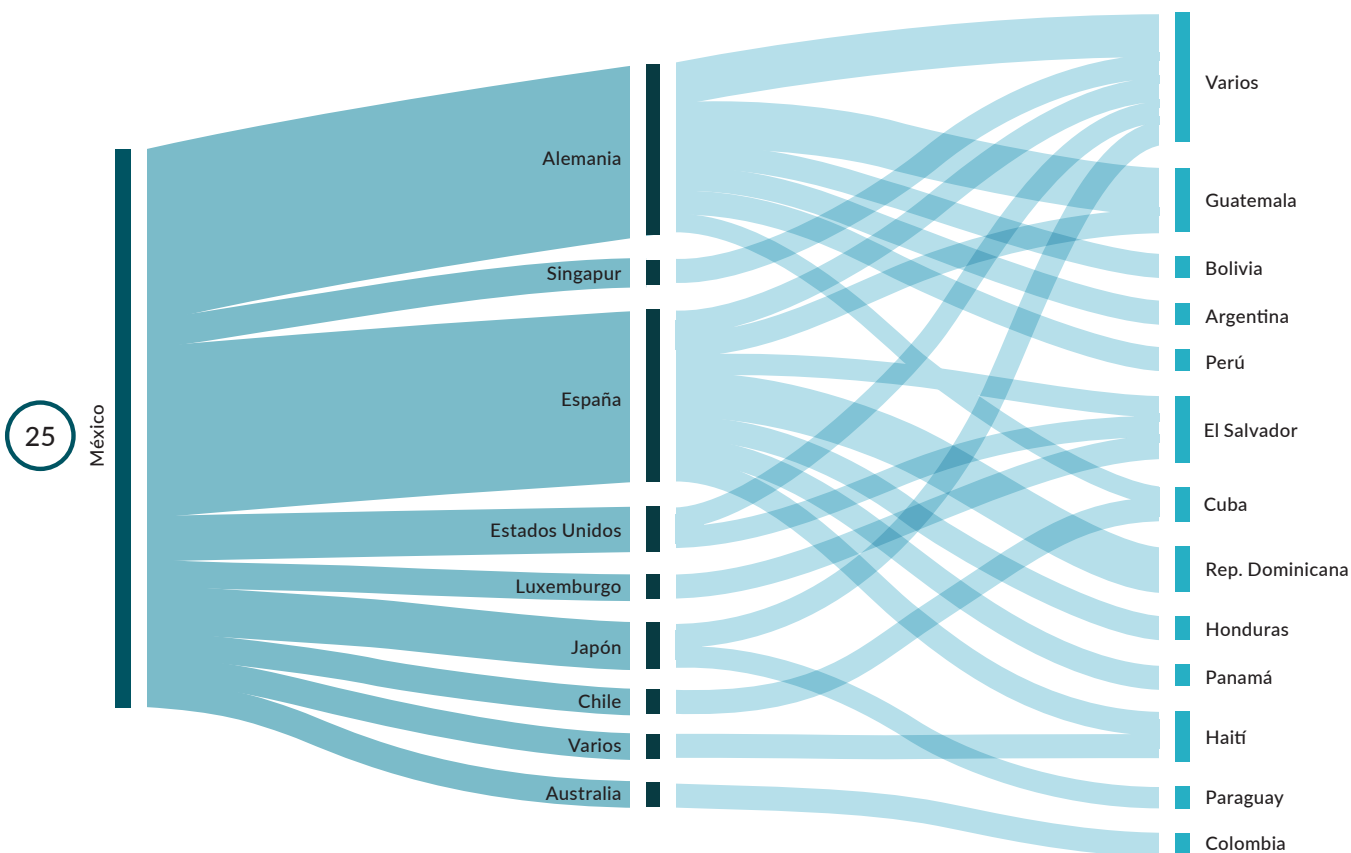 25
México
Alemania
Singapur
España
Estados Unidos
Luxemburgo
Japón
Chile
Varios
Australia
Varios
Guatemala
Bolivia
Argentina
Perú
El Salvador
Cuba
Rep. Dominicana
Honduras
Panamá
Haití
Paraguay
Colombia